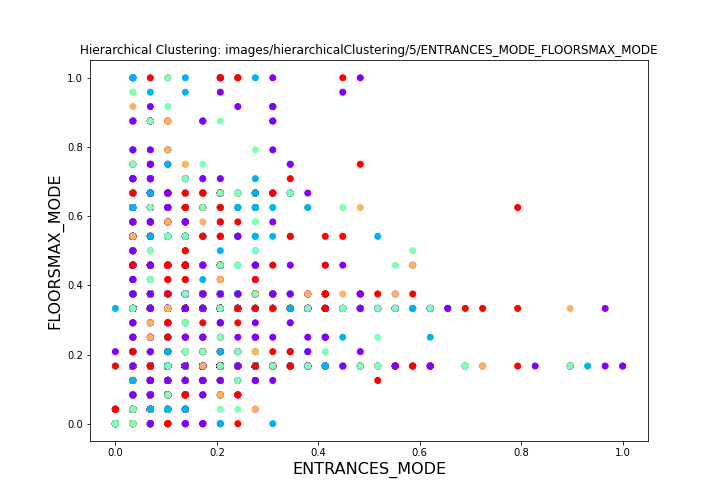 Hierarchical Clustering: images/hierarchicalClustering/5/ENTRANCES_MODE_FLOORSMAX_MODE
1.0
0.8
0.6
0.4
0.2
0.0
FLOORSMAX_MODE
0.0 0.2 0.4 0.6 0.8 1.0
ENTRANCES_MODE